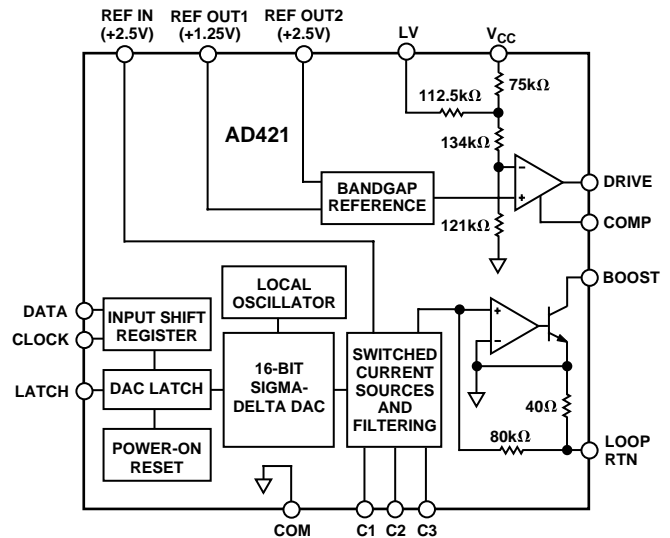 REF IN
(+2.5V)
REF OUT1
(+1.25V)
REF OUT2
(+2.5V)
LV
VCC
75kΩ
112.5kΩ
AD421
134kΩ
BANDGAP
REFERENCE
–
+
DRIVE
121kΩ
COMP
BOOST
LOCAL
OSCILLATOR
DATA
CLOCK
INPUT SHIFT
REGISTER
+
–
LATCH
DAC LATCH
16-BIT
SIGMA-
DELTA DAC
SWITCHED
CURRENT
SOURCES
AND
FILTERING
40Ω
80kΩ
LOOP
RTN
POWER-ON
RESET
COM
C1
C2
C3